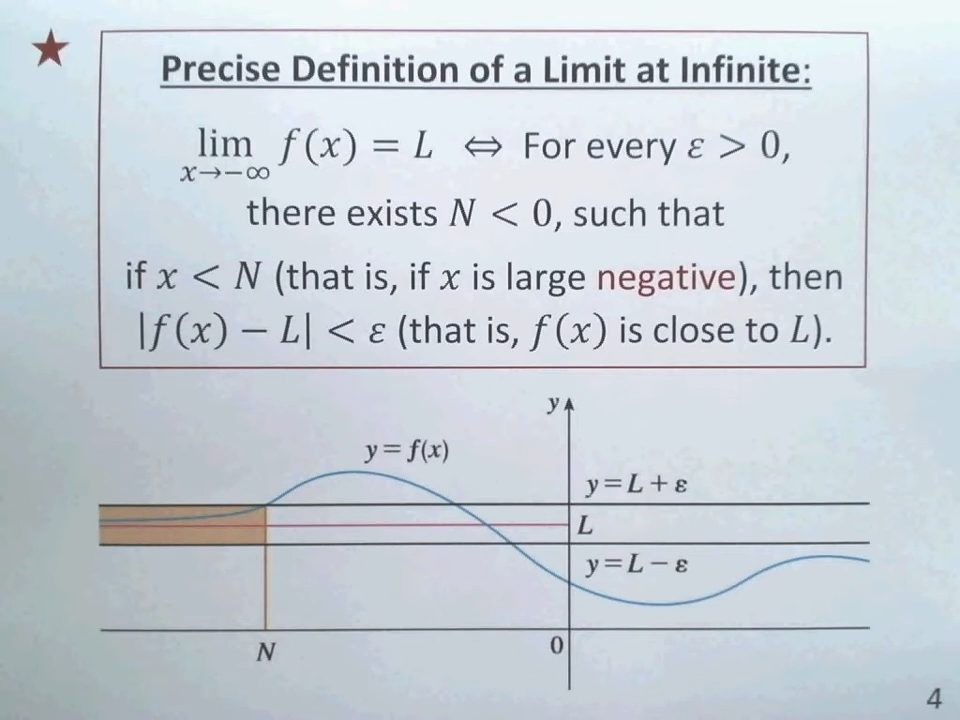 Precise Definition of a Limit at Infinite:
lim f(x) = L ⇔ For every ε > 0,
x→−∞
there exists N < 0, such that
if x < N (that is, if x is large negative), then
|f(x) − L| < ε (that is, f(x) is close to L).
y
y = f(x)
y = L + ε
L
y = L − ε
N
0
4